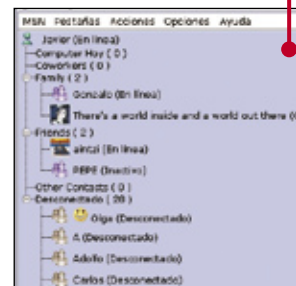 MSN Pestañas Acciones Opciones Ayuda
Javier (En línea)
Computer Hoy ( 0 )
Coworkers ( 0 )
Family ( 2 )
Gonzalo (En línea)
There's a world inside and a world out there (
Friends ( 2 )
aintzi (En línea)
PEPE (Inactivo)
Other Contacts ( 0 )
Desconectado ( 20 )
Olga (Desconectado)
A (Desconectado)
Adolfo (Desconectado)
Carlos (Desconectado)